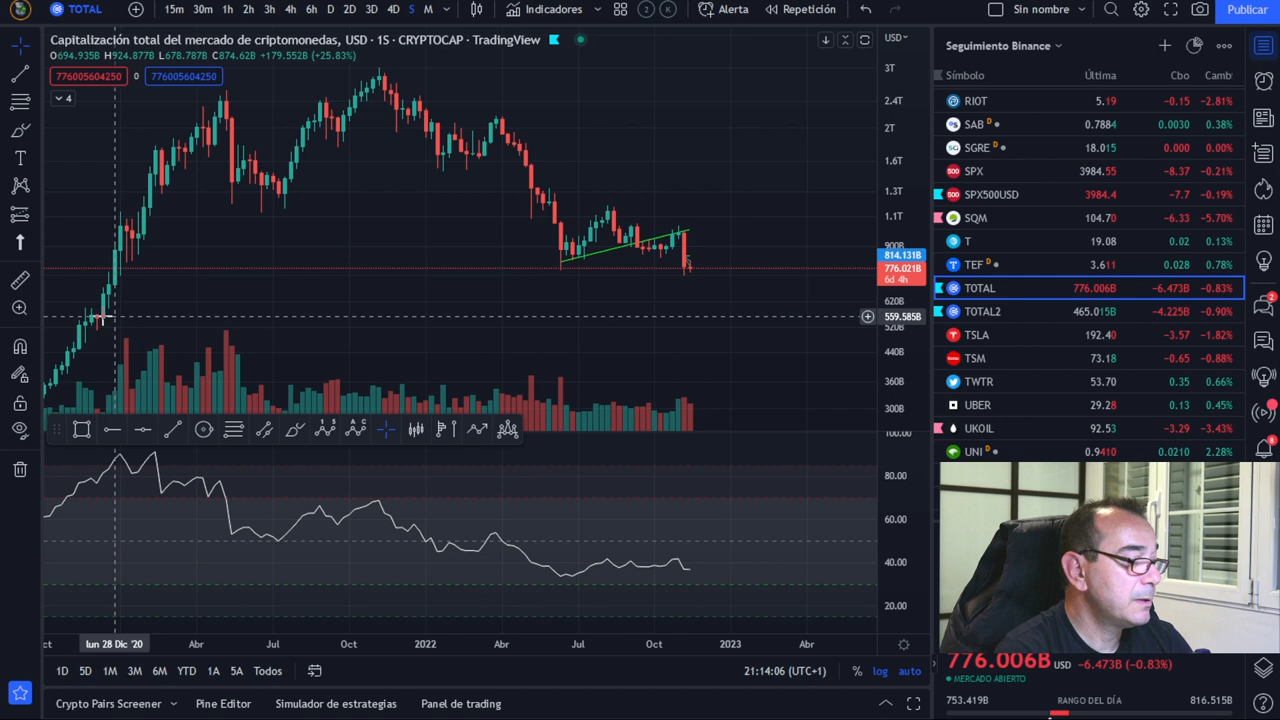 TOTAL
15m 30m 1h 2h 3h 4h 6h D 2D 3D 4D S M
Indicadores
2 K
Alerta
Repetición
Sin nombre
Publicar
Capitalización total del mercado de criptomonedas, USD · 1S · CRYPTOCAP · TradingView
O694.935B H924.877B L678.787B C874.62B +179.552B (+25.83%)
776005604250 0 776005604250
4
USD
3T
2.4T
2T
1.6T
1.3T
1.1T
900B
814.131B
776.021B
6d 4h
620B
559.585B
520B
440B
360B
300B
100.00
80.00
60.00
40.00
20.00
lun 28 Dic '20 Abr Jul Oct 2022 Abr Jul Oct 2023 Abr
1D 5D 1M 3M 6M YTD 1A 5A Todos
21:14:06 (UTC+1) % log auto
Crypto Pairs Screener Pine Editor Simulador de estrategias Panel de trading
Seguimiento Binance
Símbolo Última Cbo Camb
RIOT 5.19 −0.15 −2.81%
SAB D 0.7884 0.0030 0.38%
SGRE D 18.015 0.000 0.00%
SPX 3984.55 −8.37 −0.21%
SPX500USD 3984.4 −7.7 −0.19%
SQM 104.70 −6.33 −5.70%
T 19.08 0.02 0.13%
TEF D 3.611 0.028 0.78%
TOTAL 776.006B −6.473B −0.83%
TOTAL2 465.015B −4.225B −0.90%
TSLA 192.40 −3.57 −1.82%
TSM 73.18 −0.65 −0.88%
TWTR 53.70 0.35 0.66%
UBER 29.28 0.13 0.45%
UKOIL 92.53 −3.29 −3.43%
UNI D 0.9410 0.0210 2.28%
776.006B USD −6.473B (−0.83%)
MERCADO ABIERTO
753.419B RANGO DEL DÍA 816.515B